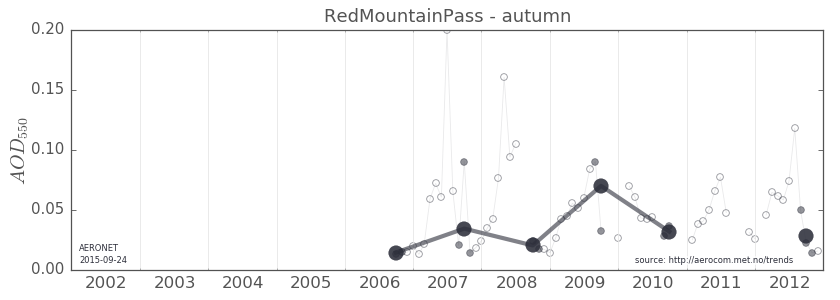 RedMountainPass - autumn
0.20
0.15
0.10
0.05
0.00
AOD550
AERONET
2015-09-24
source: http://aerocom.met.no/trends
2002 2003 2004 2005 2006 2007 2008 2009 2010 2011 2012